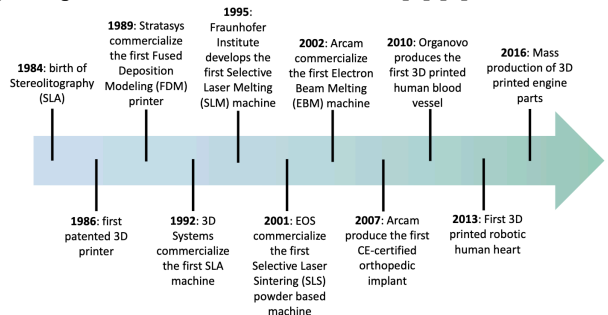 1984: birth of
Stereolitography
(SLA)
1989: Stratasys
commercialize
the first Fused
Deposition
Modeling (FDM)
printer
1995:
Fraunhofer
Institute
develops the
first Selective
Laser Melting
(SLM) machine
2002: Arcam
commercialize
the first Electron
Beam Melting
(EBM) machine
2010: Organovo
produces the
first 3D printed
human blood
vessel
2016: Mass
production of 3D
printed engine
parts
1986: first
patented 3D
printer
1992: 3D
Systems
commercialize
the first SLA
machine
2001: EOS
commercialize
the first
Selective Laser
Sintering (SLS)
powder based
machine
2007: Arcam
produce the first
CE-certified
orthopedic
implant
2013: First 3D
printed robotic
human heart